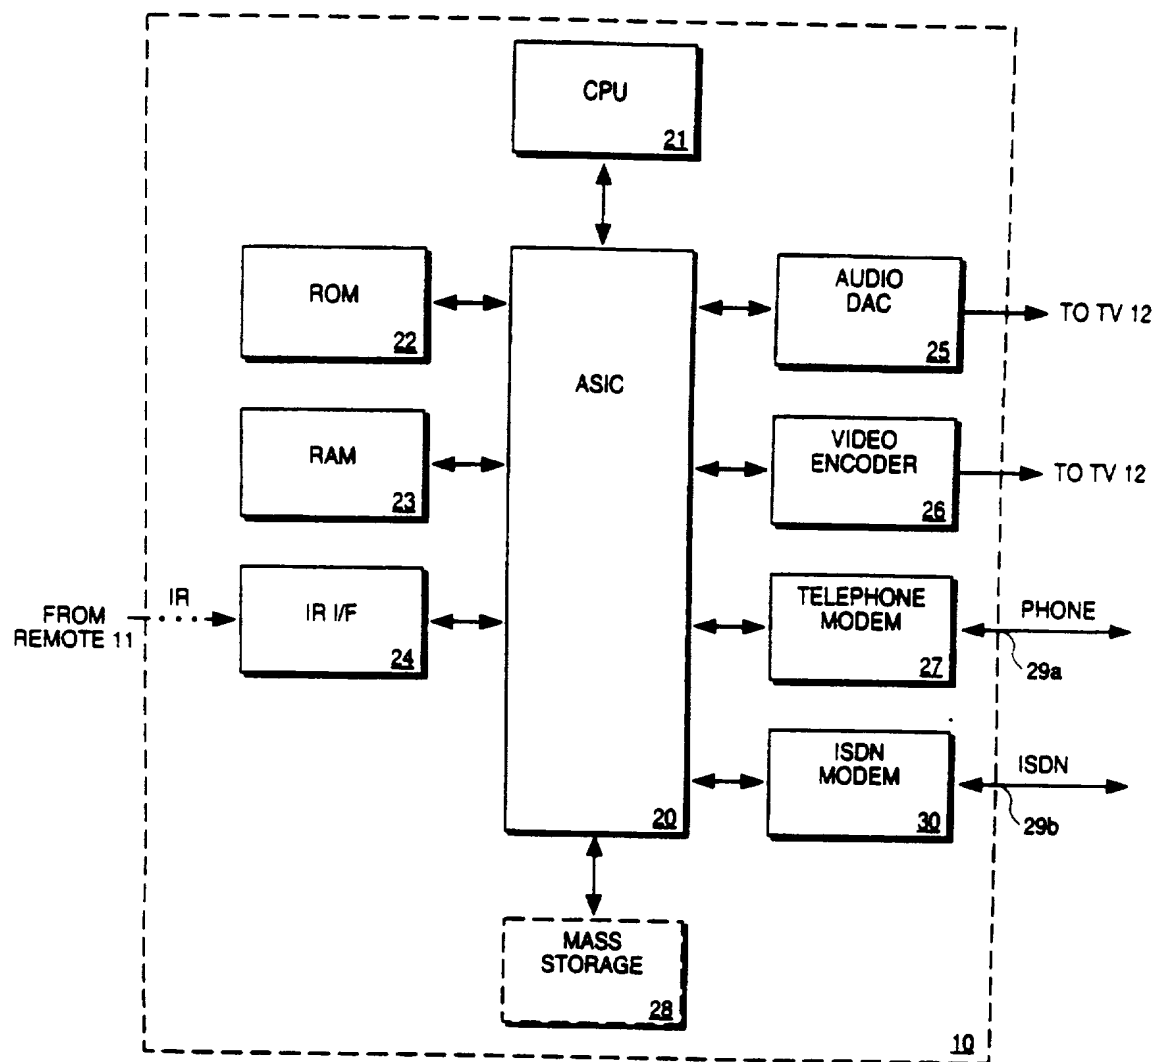 CPU
21
ROM
22
ASIC
20
AUDIO
DAC
25
TO TV 12
RAM
23
VIDEO
ENCODER
26
TO TV 12
FROM
REMOTE 11
IR
IR I/F
24
TELEPHONE
MODEM
27
PHONE
29a
ISDN
MODEM
30
ISDN
29b
MASS
STORAGE
28
10